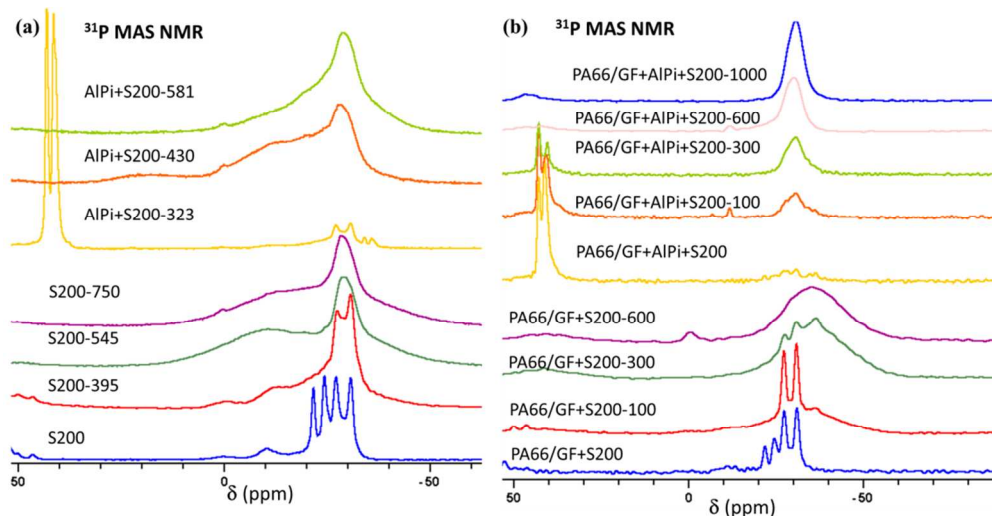 (a)
³¹P MAS NMR
AlPi+S200-581
AlPi+S200-430
AlPi+S200-323
S200-750
S200-545
S200-395
S200
50
0
-50
δ (ppm)
(b)
³¹P MAS NMR
PA66/GF+AlPi+S200-1000
PA66/GF+AlPi+S200-600
PA66/GF+AlPi+S200-300
PA66/GF+AlPi+S200-100
PA66/GF+AlPi+S200
PA66/GF+S200-600
PA66/GF+S200-300
PA66/GF+S200-100
PA66/GF+S200
50
0
-50
δ (ppm)